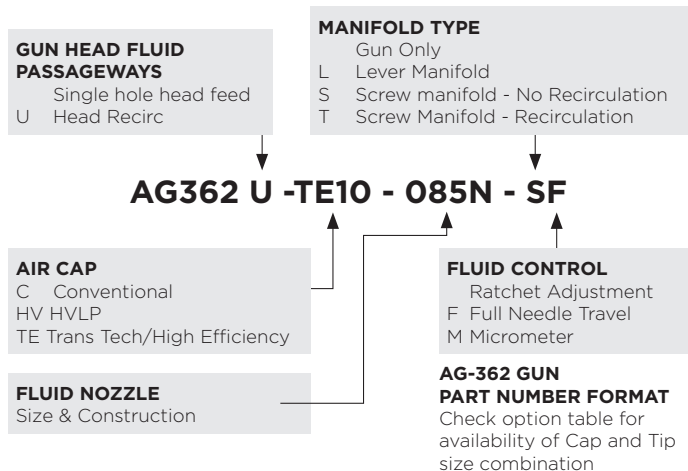 GUN HEAD FLUID
PASSAGEWAYS
Single hole head feed
U Head Recirc
MANIFOLD TYPE
Gun Only
L Lever Manifold
S Screw manifold - No Recirculation
T Screw Manifold - Recirculation
AG362 U -TE10 - 085N - SF
AIR CAP
C Conventional
HV HVLP
TE Trans Tech/High Efficiency
FLUID NOZZLE
Size & Construction
FLUID CONTROL
Ratchet Adjustment
F Full Needle Travel
M Micrometer
AG-362 GUN
PART NUMBER FORMAT
Check option table for
availability of Cap and Tip
size combination